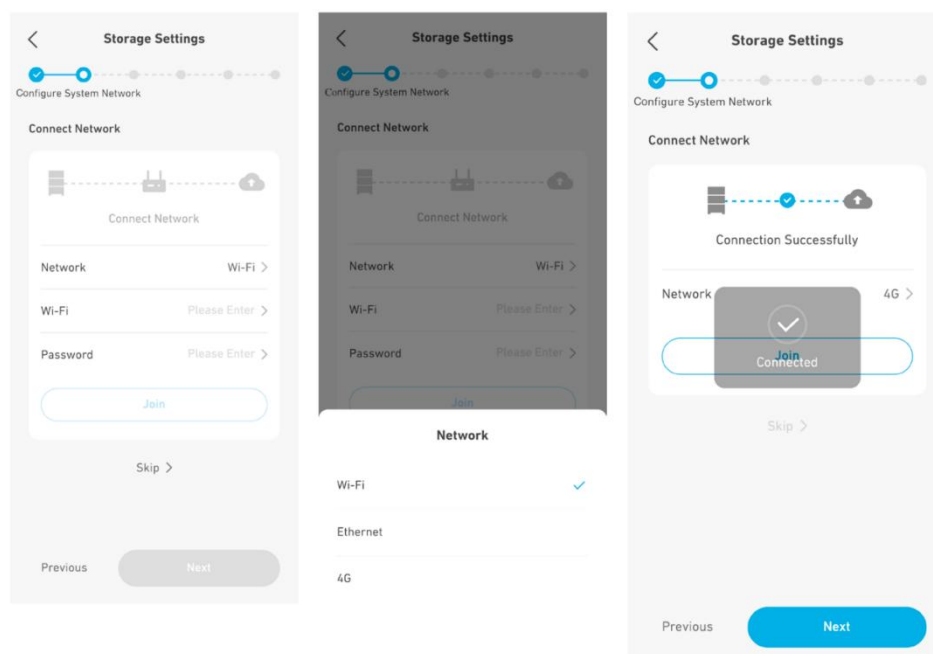 Storage Settings
Configure System Network
Connect Network
Connect Network
Network Wi-Fi
Wi-Fi Please Enter
Password Please Enter
Join
Skip
Previous Next
Storage Settings
Configure System Network
Connect Network
Connect Network
Network Wi-Fi
Wi-Fi Please Enter
Password Please Enter
Join
Network
Wi-Fi
Ethernet
4G
Storage Settings
Configure System Network
Connect Network
Connection Successfully
Network 4G
Join
Connected
Skip
Previous Next